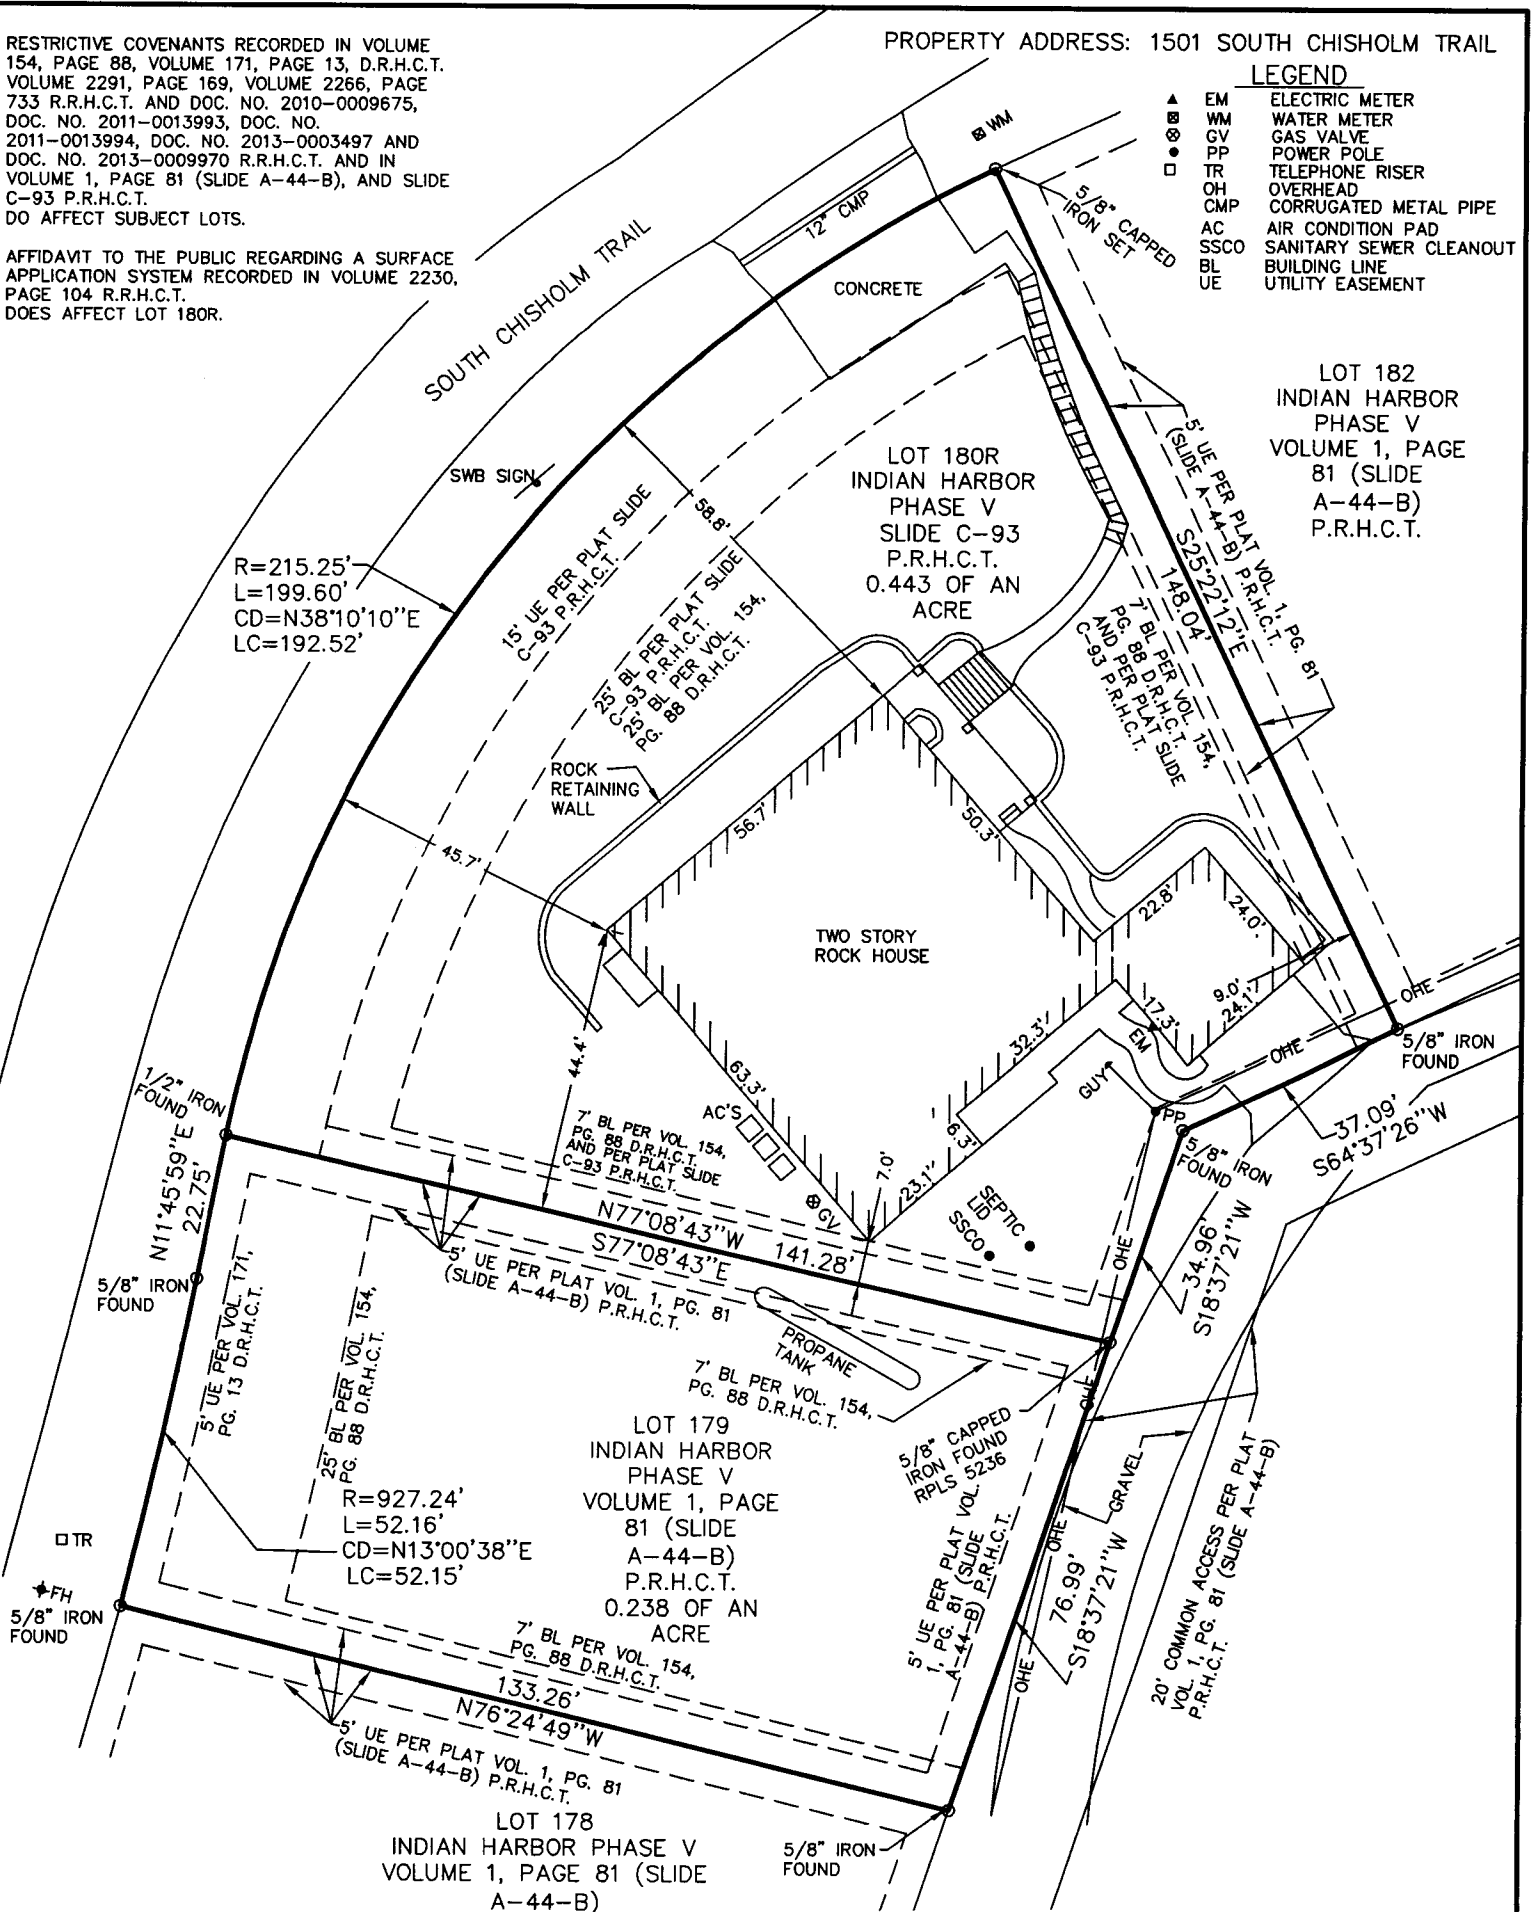 RESTRICTIVE COVENANTS RECORDED IN VOLUME
154, PAGE 88, VOLUME 171, PAGE 13, D.R.H.C.T.
VOLUME 2291, PAGE 169, VOLUME 2266, PAGE
733 R.R.H.C.T. AND DOC. NO. 2010-0009675,
DOC. NO. 2011-0013993, DOC. NO.
2011-0013994, DOC. NO. 2013-0003497 AND
DOC. NO. 2013-0009970 R.R.H.C.T. AND IN
VOLUME 1, PAGE 81 (SLIDE A-44-B), AND SLIDE
C-93 P.R.H.C.T.
DO AFFECT SUBJECT LOTS.
AFFIDAVIT TO THE PUBLIC REGARDING A SURFACE
APPLICATION SYSTEM RECORDED IN VOLUME 2230,
PAGE 104 R.R.H.C.T.
DOES AFFECT LOT 180R.
PROPERTY ADDRESS: 1501 SOUTH CHISHOLM TRAIL
LEGEND
EM ELECTRIC METER
WM WATER METER
GV GAS VALVE
PP POWER POLE
TR TELEPHONE RISER
OH OVERHEAD
CMP CORRUGATED METAL PIPE
AC AIR CONDITION PAD
SSCO SANITARY SEWER CLEANOUT
BL BUILDING LINE
UE UTILITY EASEMENT
WM
12" CMP
5/8" CAPPED
IRON SET
CONCRETE
SOUTH CHISHOLM TRAIL
LOT 182
INDIAN HARBOR
PHASE V
VOLUME 1, PAGE
81 (SLIDE
A-44-B)
P.R.H.C.T.
SWB SIGN
58.8'
LOT 180R
INDIAN HARBOR
PHASE V
SLIDE C-93
P.R.H.C.T.
0.443 OF AN
ACRE
5' UE PER PLAT VOL. 1, PG. 81
(SLIDE A-44-B) P.R.H.C.T.
S25°22'12"E
148.04'
R=215.25'
L=199.60'
CD=N38°10'10"E
LC=192.52'
15' UE PER PLAT SLIDE
C-93 P.R.H.C.T.
25' BL PER PLAT SLIDE
C-93 P.R.H.C.T.
25' BL PER VOL. 154,
PG. 88 D.R.H.C.T.
7' BL PER VOL. 154,
PG. 88 D.R.H.C.T.
AND PER PLAT SLIDE
C-93 P.R.H.C.T.
ROCK
RETAINING
WALL
56.7'
50.3'
45.7'
22.8'
24.0'
TWO STORY
ROCK HOUSE
9.0'
24.1'
17.3'
EM
32.3'
OHE
OHE
5/8" IRON
FOUND
44.4'
63.3'
GUY
PP
37.09'
S64°37'26"W
1/2" IRON
FOUND
AC'S
7' BL PER VOL. 154,
PG. 88 D.R.H.C.T.
AND PER PLAT SLIDE
C-93 P.R.H.C.T.
6.3'
23.1'
7.0'
5/8" IRON
FOUND
N11°45'59"E
22.75'
GV
SEPTIC
LID
SSCO
OHE
34.96'
S18°37'21"W
N77°08'43"W
S77°08'43"E
141.28'
5/8" IRON
FOUND
5' UE PER PLAT VOL. 1, PG. 81
(SLIDE A-44-B) P.R.H.C.T.
5' UE PER VOL. 171,
PG. 13 D.R.H.C.T.
25' BL PER VOL. 154,
PG. 88 D.R.H.C.T.
PROPANE
TANK
7' BL PER VOL. 154,
PG. 88 D.R.H.C.T.
OHE
5/8" CAPPED
IRON FOUND
RPLS 5236
LOT 179
INDIAN HARBOR
PHASE V
VOLUME 1, PAGE
81 (SLIDE
A-44-B)
P.R.H.C.T.
0.238 OF AN
ACRE
R=927.24'
L=52.16'
CD=N13°00'38"E
LC=52.15'
GRAVEL
OHE
5' UE PER PLAT VOL.
1, PG. 81 (SLIDE
A-44-B) P.R.H.C.T.
76.99'
S18°37'21"W
20' COMMON ACCESS PER PLAT
VOL. 1, PG. 81 (SLIDE A-44-B)
P.R.H.C.T.
TR
FH
5/8" IRON
FOUND
7' BL PER VOL. 154,
PG. 88 D.R.H.C.T.
133.26'
N76°24'49"W
OHE
5' UE PER PLAT VOL. 1, PG. 81
(SLIDE A-44-B) P.R.H.C.T.
LOT 178
INDIAN HARBOR PHASE V
VOLUME 1, PAGE 81 (SLIDE
A-44-B)
5/8" IRON
FOUND